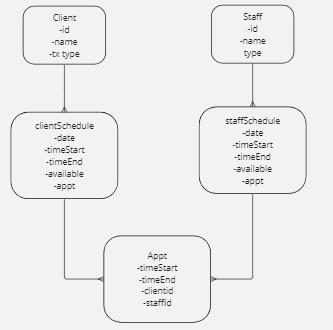 Client
-id
-name
-tx type
Staff
-id
-name
type
clientSchedule
-date
-timeStart
-timeEnd
-available
-appt
staffSchedule
-date
-timeStart
-timeEnd
-available
-appt
Appt
-timeStart
-timeEnd
-clientid
-staffId